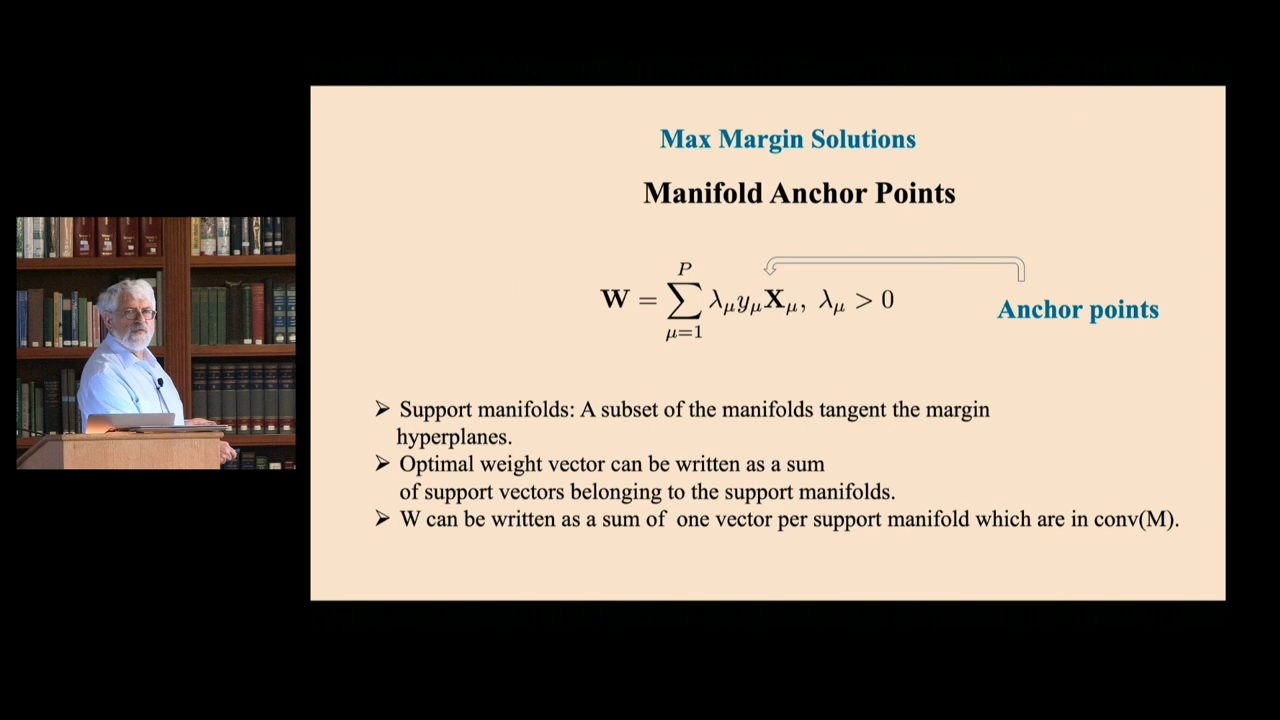 Max Margin Solutions
Manifold Anchor Points
W = ∑_{μ=1}^{P} λ_μ y_μ X_μ, λ_μ > 0
Anchor points
➢ Support manifolds: A subset of the manifolds tangent the margin
hyperplanes.
➢ Optimal weight vector can be written as a sum
of support vectors belonging to the support manifolds.
➢ W can be written as a sum of one vector per support manifold which are in conv(M).